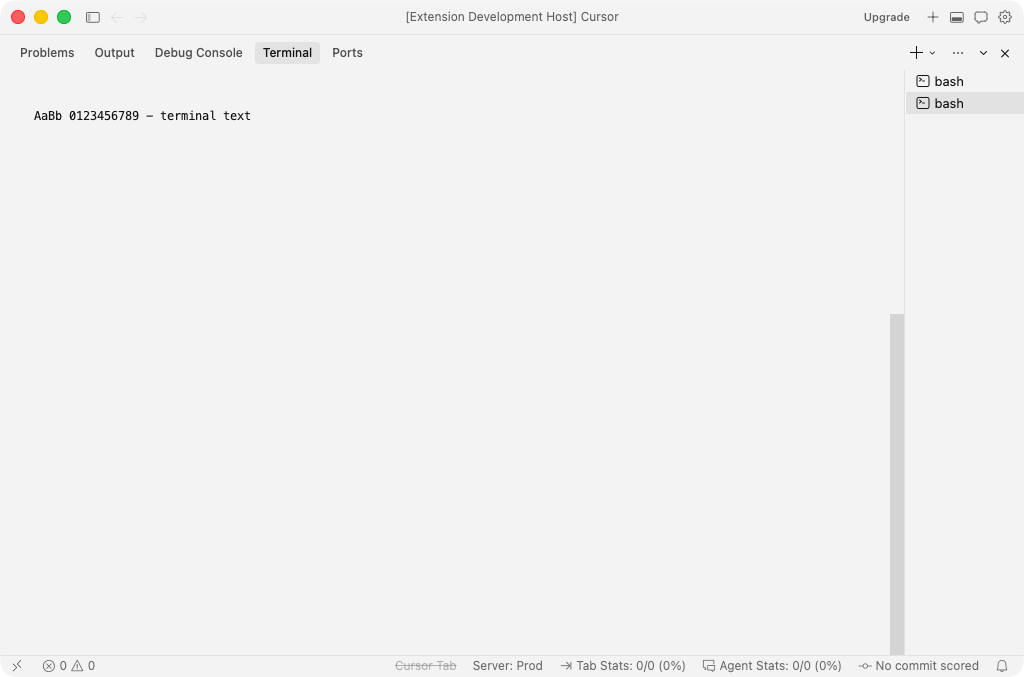 [Extension Development Host] Cursor
Upgrade
Problems Output Debug Console Terminal Ports
bash
bash
AaBb 0123456789 – terminal text
0 0 Cursor Tab Server: Prod Tab Stats: 0/0 (0%) Agent Stats: 0/0 (0%) No commit scored